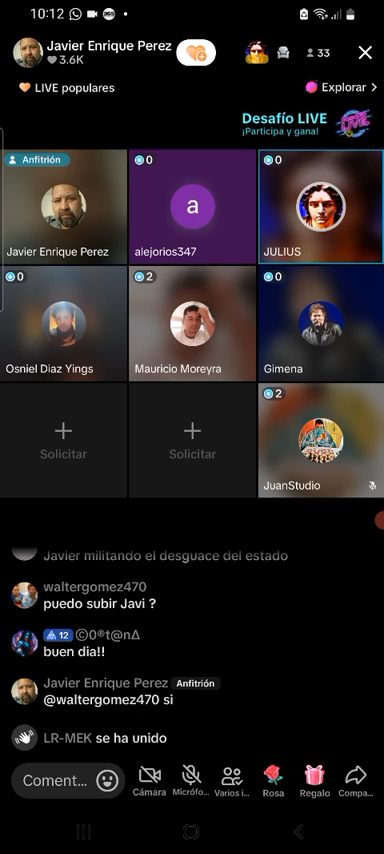 10:12
Javier Enrique Perez
3.6K
33
LIVE populares
Explorar
Desafío LIVE
¡Participa y gana!
Anfitrión
0
0
a
Javier Enrique Perez
alejorios347
JULIUS
0
2
0
Osniel Diaz Yings
Mauricio Moreyra
Gimena
2
+
Solicitar
+
Solicitar
JuanStudio
Javier militando el desguace del estado
waltergomez470
puedo subir Javi ?
12 ©0®t@nΔ
buen dia!!
Javier Enrique Perez Anfitrión
@waltergomez470 si
LR-MEK se ha unido
Coment...
Cámara
Micrófo...
Varios i...
Rosa
Regalo
Compa...